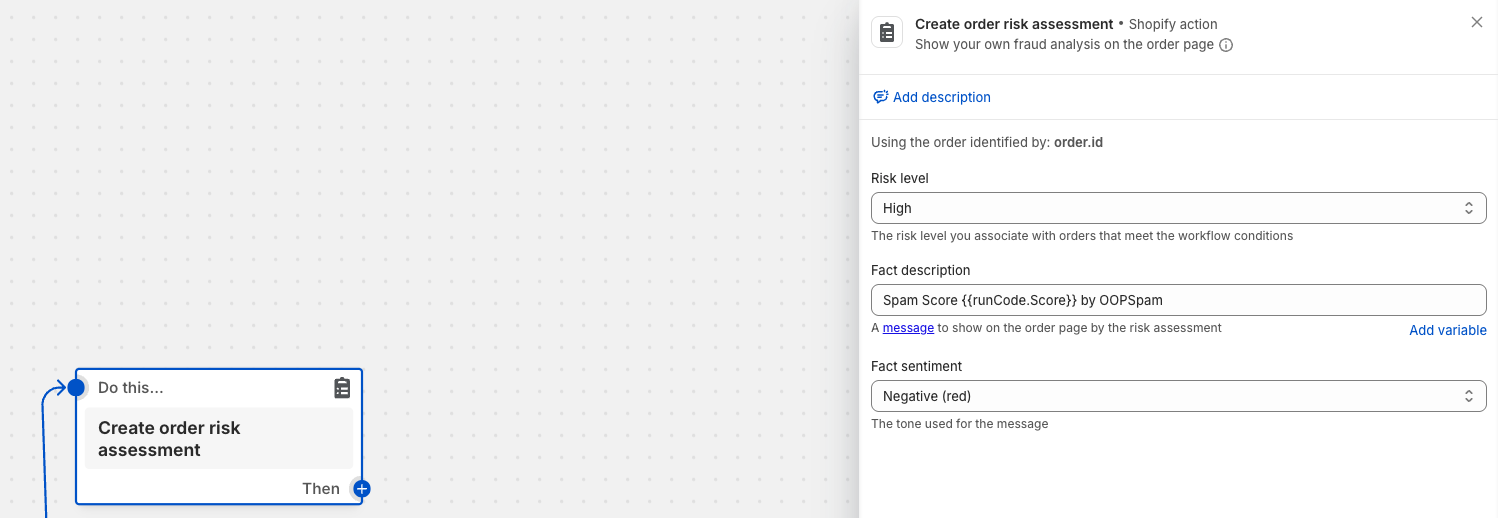 Create order risk assessment • Shopify action
Show your own fraud analysis on the order page
Add description
Using the order identified by: order.id
Risk level
High
The risk level you associate with orders that meet the workflow conditions
Fact description
Spam Score {{runCode.Score}} by OOPSpam
A message to show on the order page by the risk assessment
Add variable
Fact sentiment
Negative (red)
The tone used for the message
Do this...
Create order risk
assessment
Then